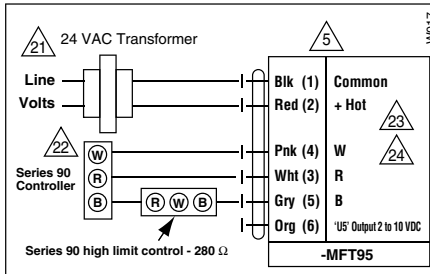 21 24 VAC Transformer
5
W017
Line
Volts
Blk (1) Common
Red (2) + Hot
23
22
24
Series 90
Controller
W
R
B
R W B
Pnk (4) W
Wht (3) R
Gry (5) B
Org (6) 'U5' Output 2 to 10 VDC
Series 90 high limit control - 280 Ω
-MFT95